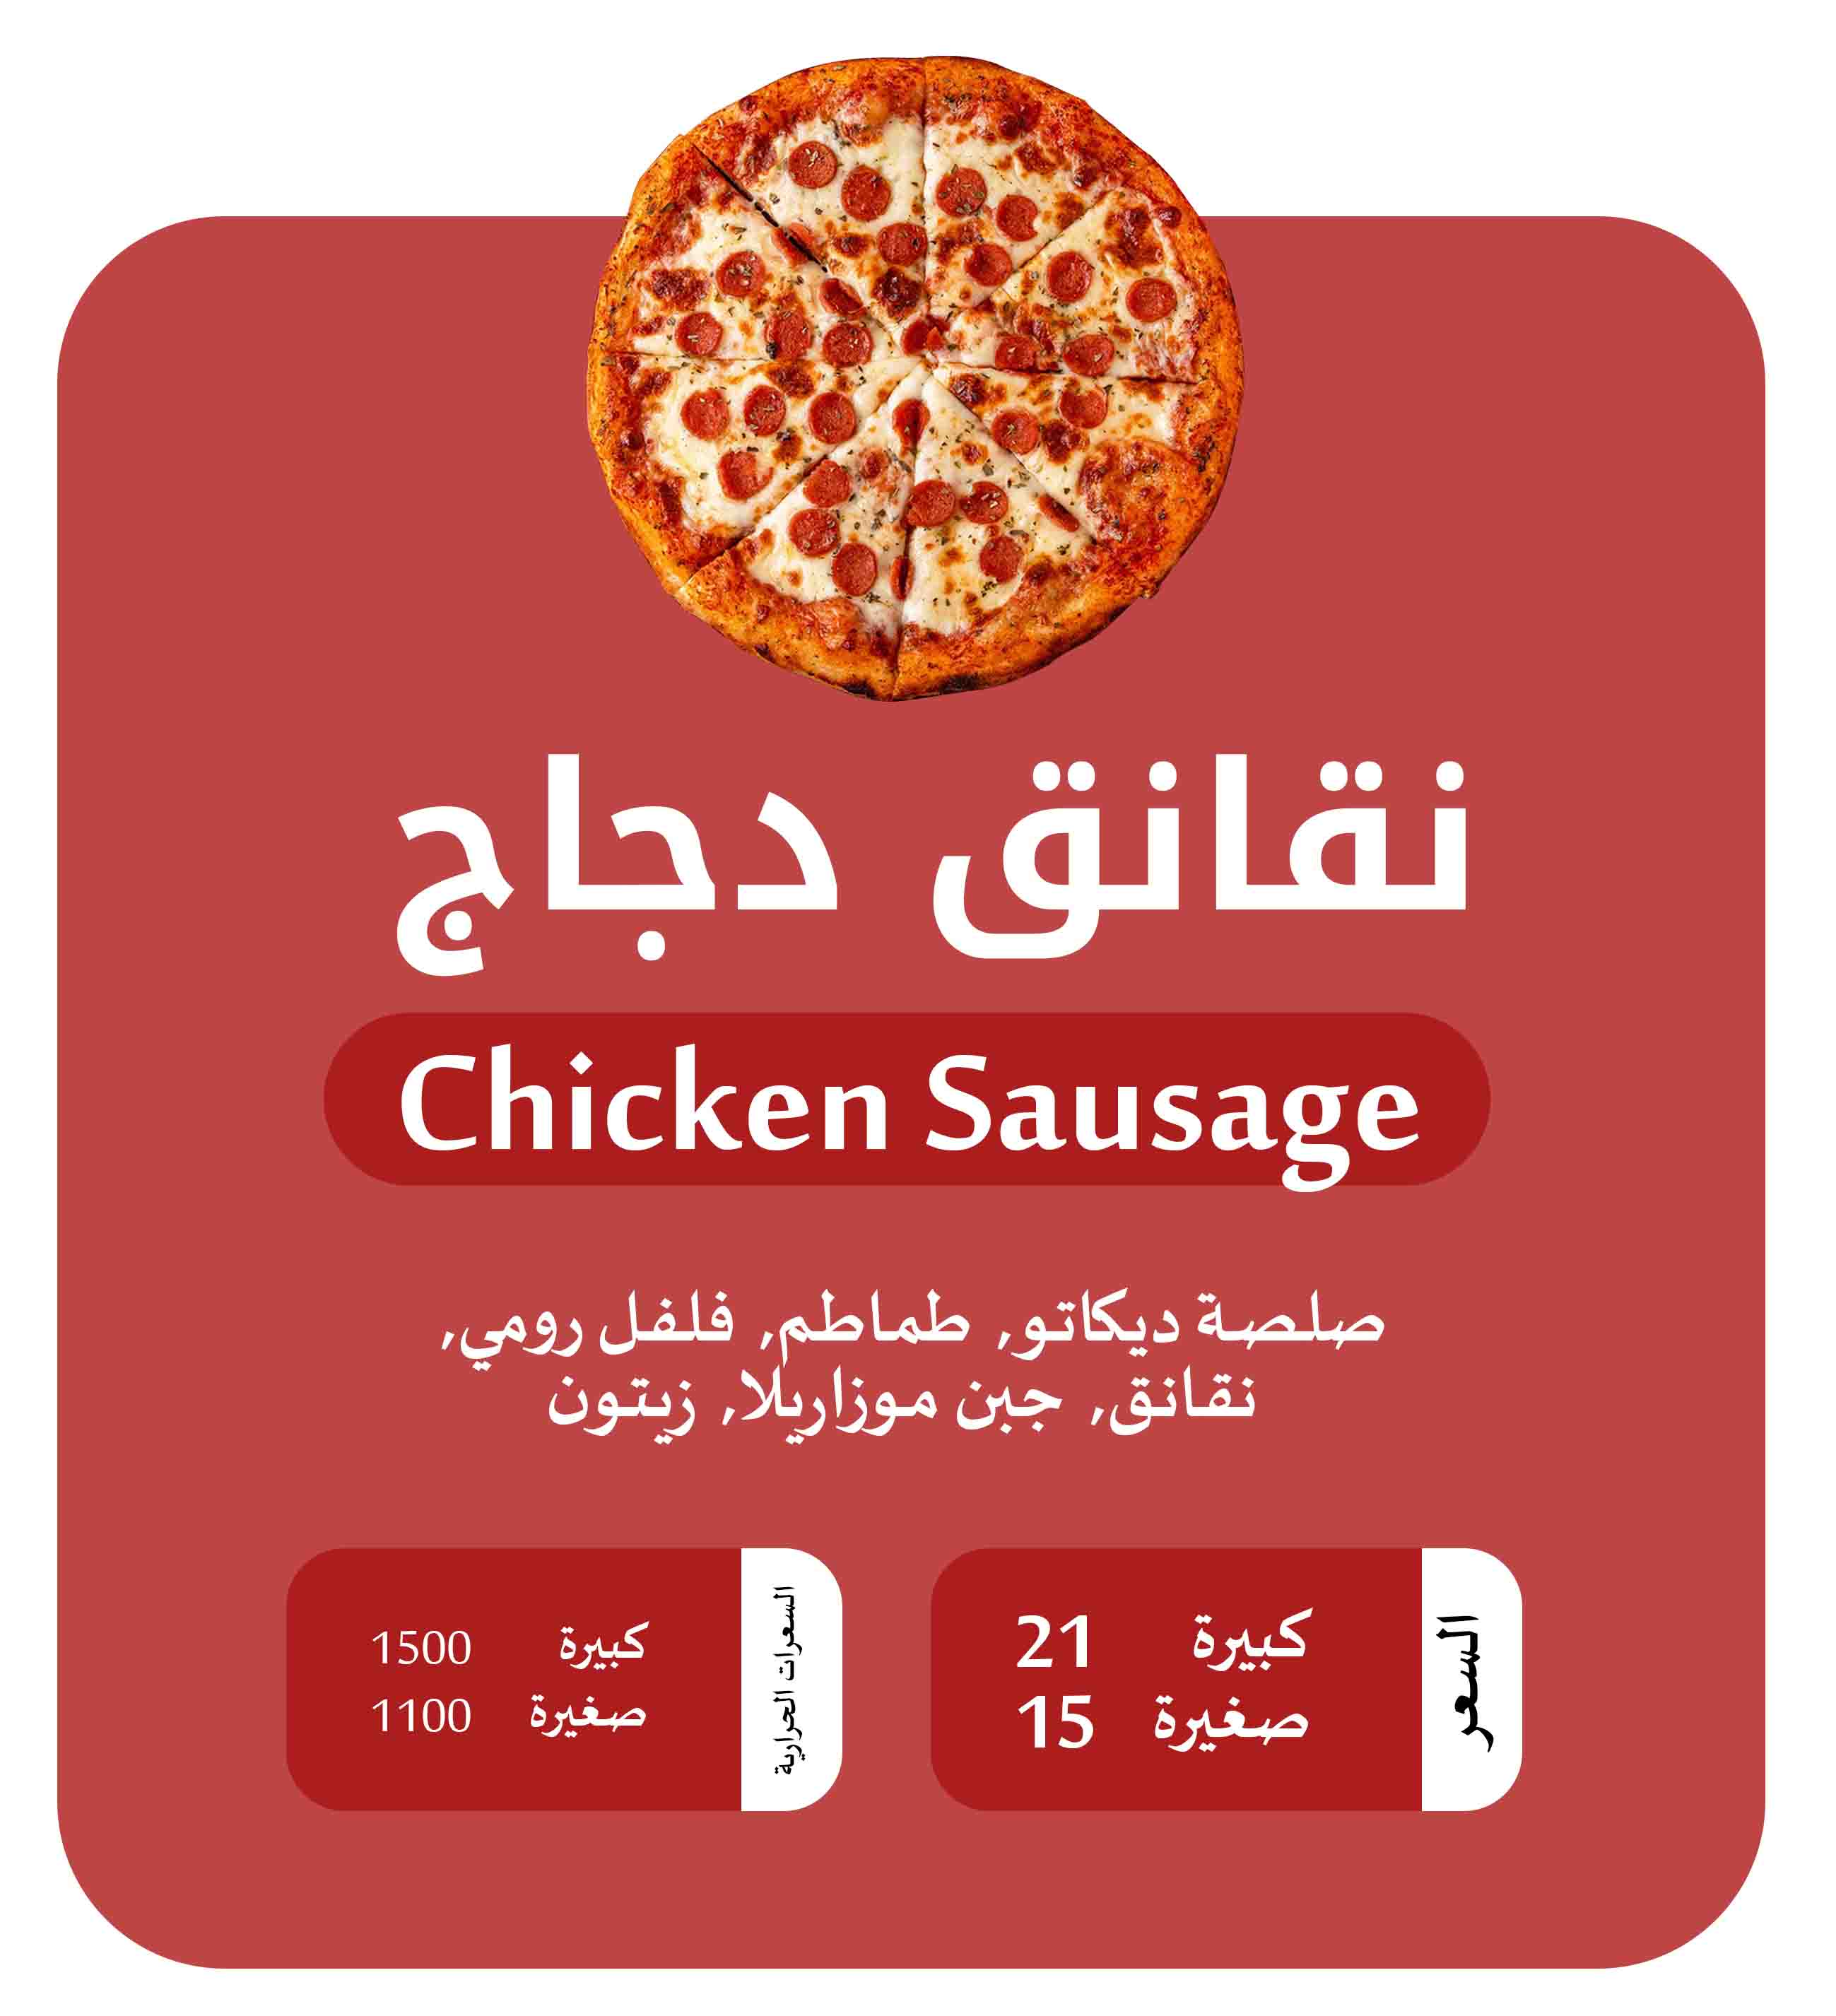 نقانق دجاج
Chicken Sausage
صلصة ديكاتو, طماطم, فلفل رومي,
نقانق, جبن موزاريلا, زيتون
السعر
كبيرة 21
صغيرة 15
السعرات الحرارية
كبيرة 1500
صغيرة 1100